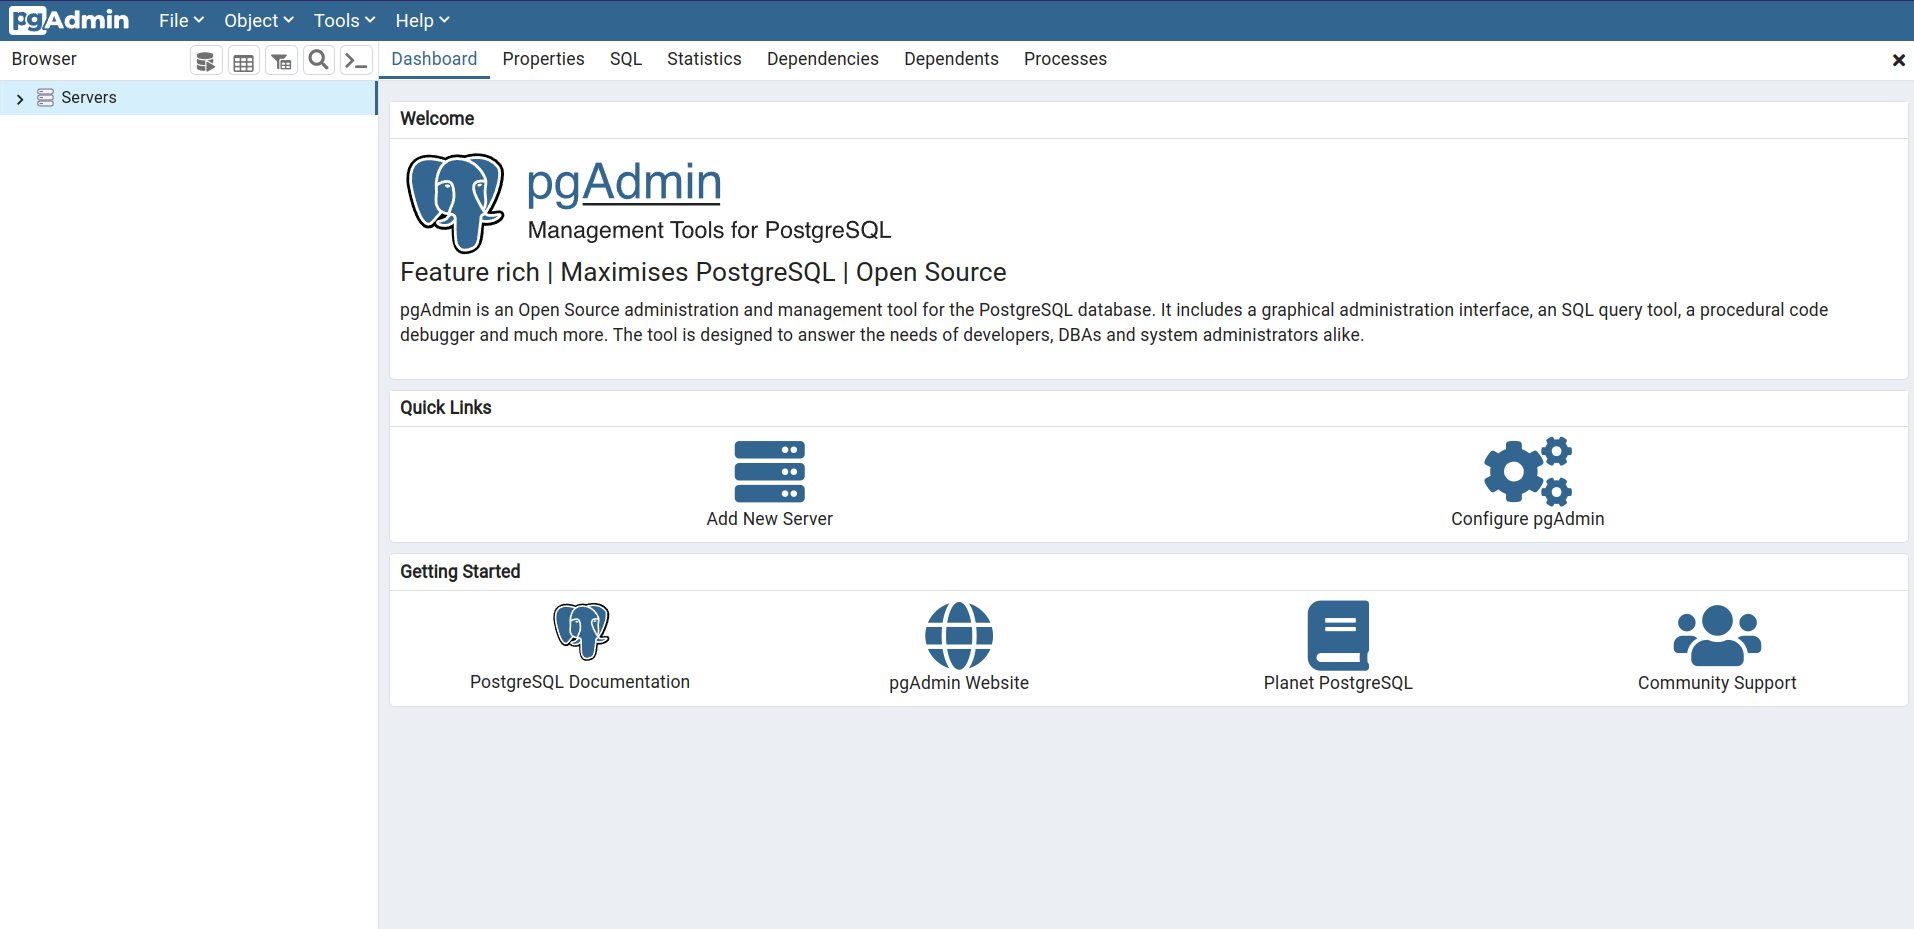 pgAdmin File Object Tools Help
Browser
Dashboard Properties SQL Statistics Dependencies Dependents Processes
Servers
Welcome
pgAdmin
Management Tools for PostgreSQL
Feature rich | Maximises PostgreSQL | Open Source
pgAdmin is an Open Source administration and management tool for the PostgreSQL database. It includes a graphical administration interface, an SQL query tool, a procedural code
debugger and much more. The tool is designed to answer the needs of developers, DBAs and system administrators alike.
Quick Links
Add New Server
Configure pgAdmin
Getting Started
PostgreSQL Documentation
pgAdmin Website
Planet PostgreSQL
Community Support